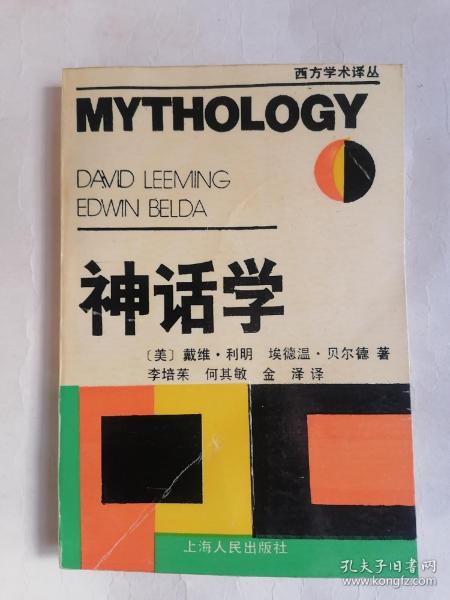 西方学术译丛
MYTHOLOGY
DAVID LEEMING
EDWIN BELDA
神话学
〔美〕戴维·利明 埃德温·贝尔德 著
李培茱 何其敏 金 泽 译
上海人民出版社
孔夫子旧书网
www.kongfz.com